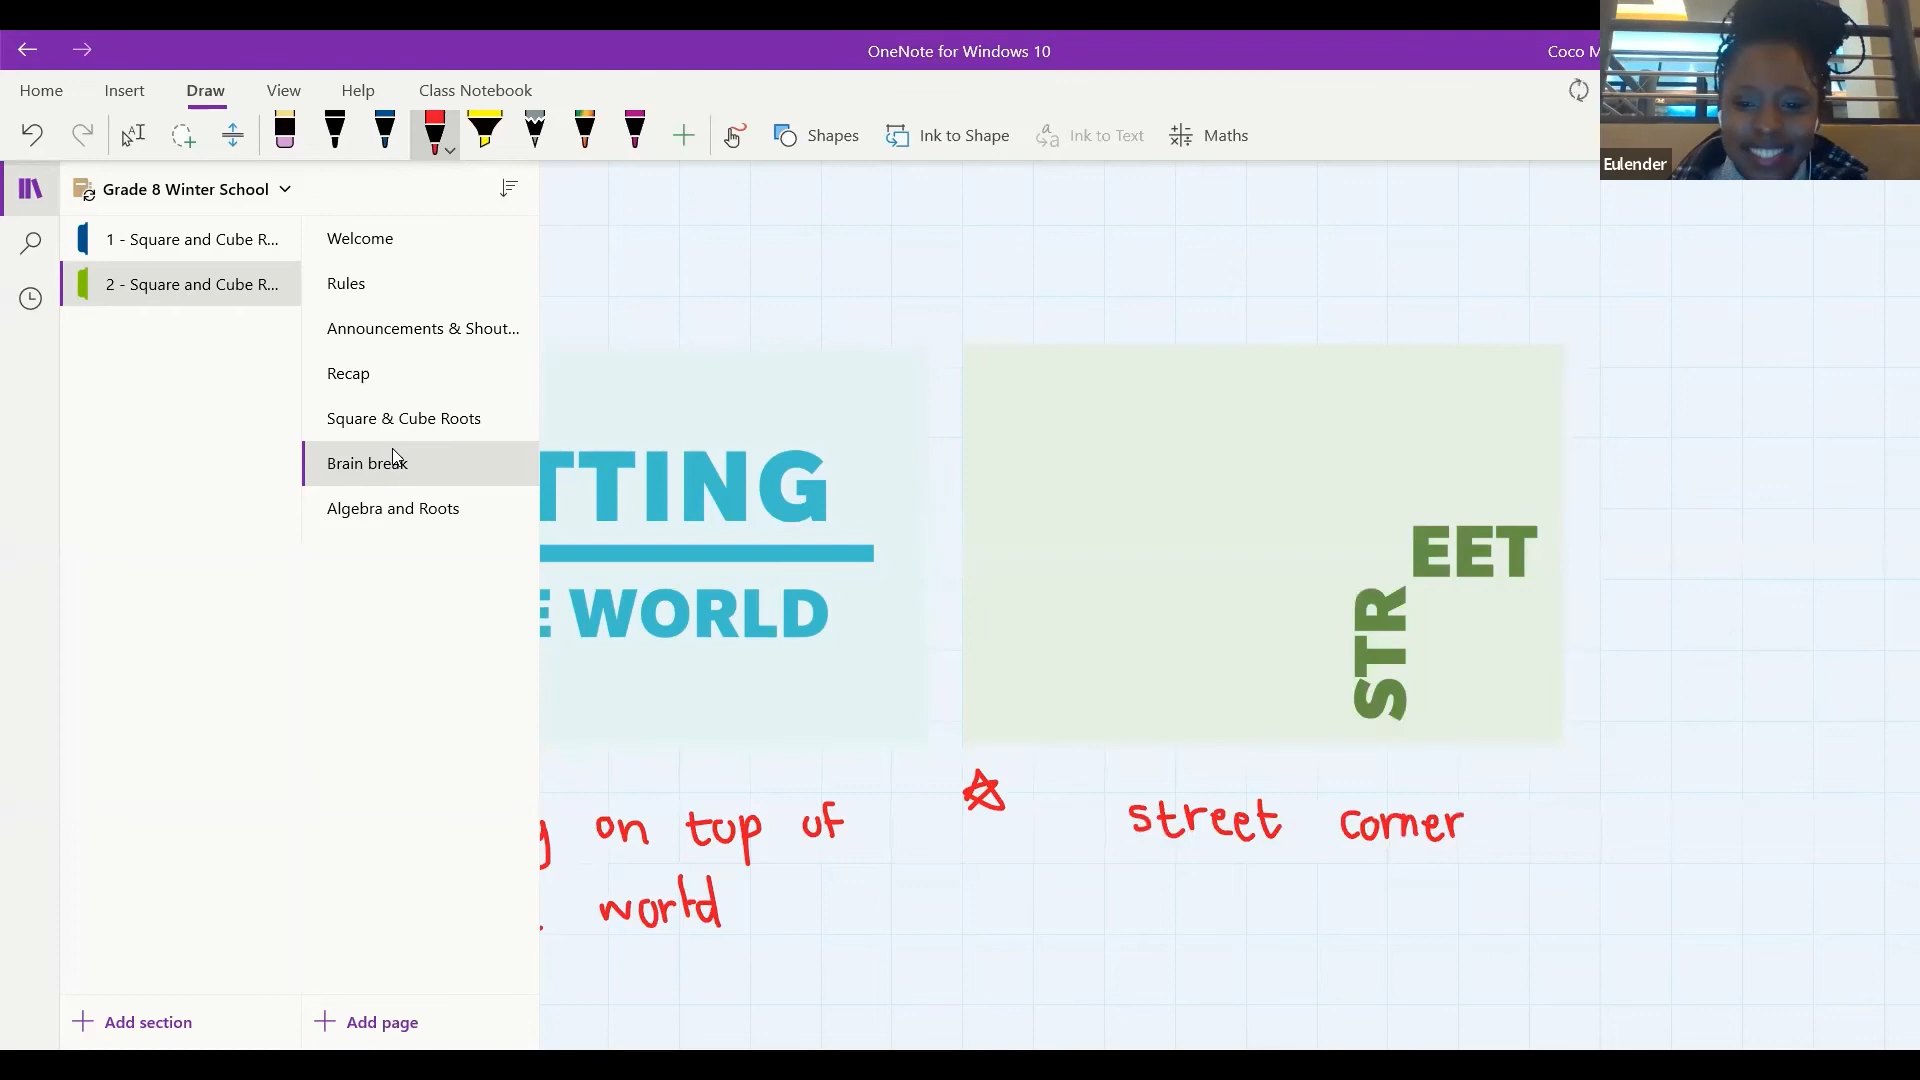 OneNote for Windows 10
Coco M
Home Insert Draw View Help Class Notebook
Shapes Ink to Shape Ink to Text Maths
Eulender
Grade 8 Winter School
1 - Square and Cube R...
2 - Square and Cube R...
Welcome
Rules
Announcements & Shout...
Recap
Square & Cube Roots
Brain break
Algebra and Roots
Add section
Add page
TTING
E WORLD
on top of
world
STREET
street corner